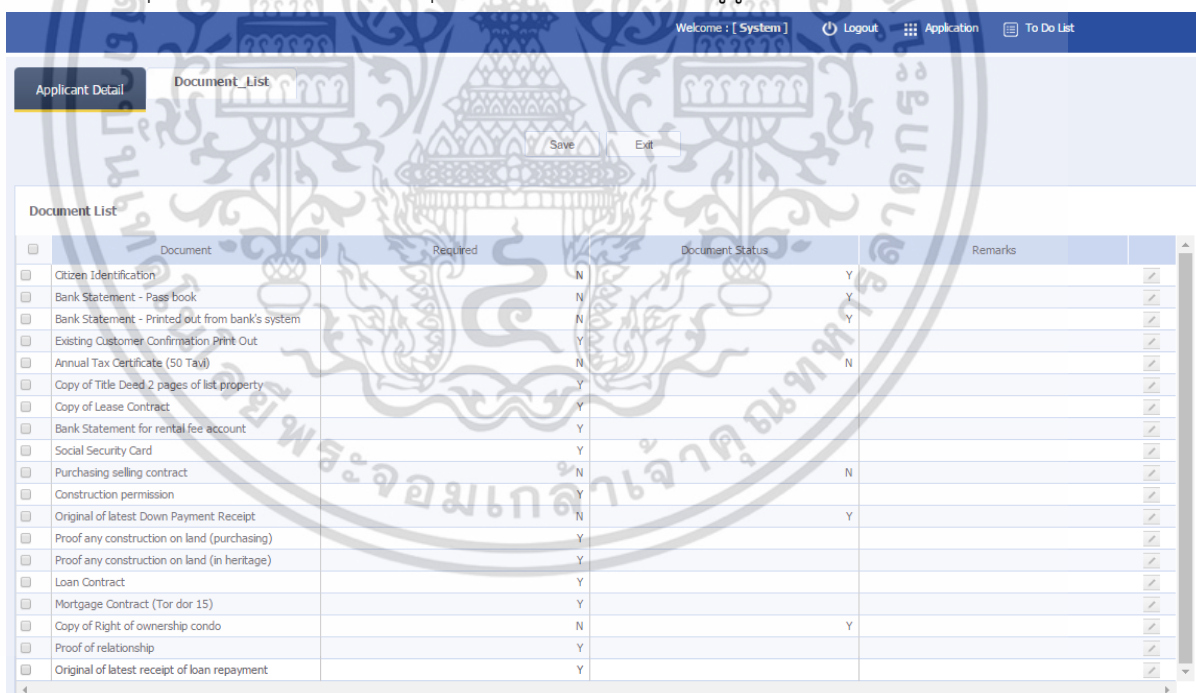 Welcome : [ System ] Logout Application To Do List
Applicant Detail Document_List
Save Exit
Document List
Document Required Document Status Remarks
Citizen Identification N Y
Bank Statement - Pass book N Y
Bank Statement - Printed out from bank's system N Y
Existing Customer Confirmation Print Out Y
Annual Tax Certificate (50 Tavi) N N
Copy of Title Deed 2 pages of list property Y
Copy of Lease Contract Y
Bank Statement for rental fee account Y
Social Security Card Y
Purchasing selling contract N N
Construction permission Y
Original of latest Down Payment Receipt N Y
Proof any construction on land (purchasing) Y
Proof any construction on land (in heritage) Y
Loan Contract Y
Mortgage Contract (Tor dor 15) Y
Copy of Right of ownership condo N Y
Proof of relationship Y
Original of latest receipt of loan repayment Y